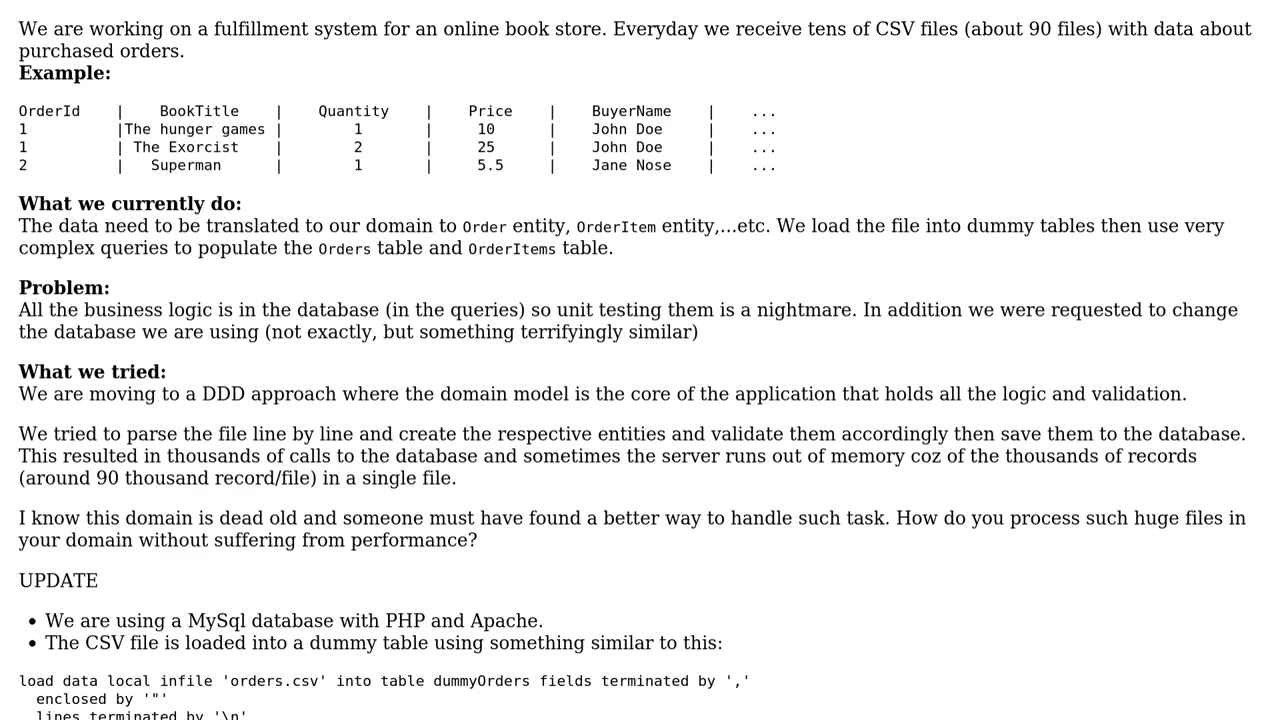 We are working on a fulfillment system for an online book store. Everyday we receive tens of CSV files (about 90 files) with data about
purchased orders.
Example:
OrderId | BookTitle | Quantity | Price | BuyerName | ...
1 |The hunger games | 1 | 10 | John Doe | ...
1 | The Exorcist | 2 | 25 | John Doe | ...
2 | Superman | 1 | 5.5 | Jane Nose | ...
What we currently do:
The data need to be translated to our domain to Order entity, OrderItem entity,...etc. We load the file into dummy tables then use very
complex queries to populate the Orders table and OrderItems table.
Problem:
All the business logic is in the database (in the queries) so unit testing them is a nightmare. In addition we were requested to change
the database we are using (not exactly, but something terrifyingly similar)
What we tried:
We are moving to a DDD approach where the domain model is the core of the application that holds all the logic and validation.
We tried to parse the file line by line and create the respective entities and validate them accordingly then save them to the database.
This resulted in thousands of calls to the database and sometimes the server runs out of memory coz of the thousands of records
(around 90 thousand record/file) in a single file.
I know this domain is dead old and someone must have found a better way to handle such task. How do you process such huge files in
your domain without suffering from performance?
UPDATE
• We are using a MySql database with PHP and Apache.
• The CSV file is loaded into a dummy table using something similar to this:
load data local infile 'orders.csv' into table dummyOrders fields terminated by ','
enclosed by '"'
lines terminated by '\n'